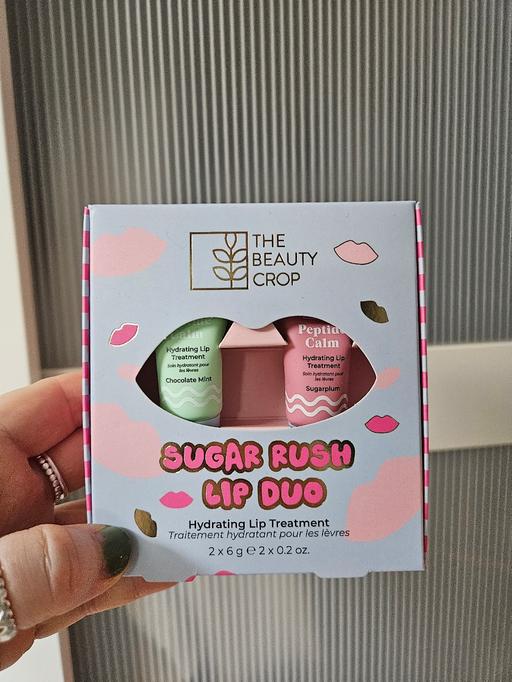 THE
BEAUTY
CROP
Calm
Hydrating Lip
Treatment
Soin hydratant pour
les lèvres
Chocolate Mint
Peptide
Calm
Hydrating Lip
Treatment
Soin hydratant pour
les lèvres
Sugarplum
SUGAR RUSH
LIP DUO
Hydrating Lip Treatment
Traitement hydratant pour les lèvres
2 x 6 g ℮ 2 x 0.2 oz.